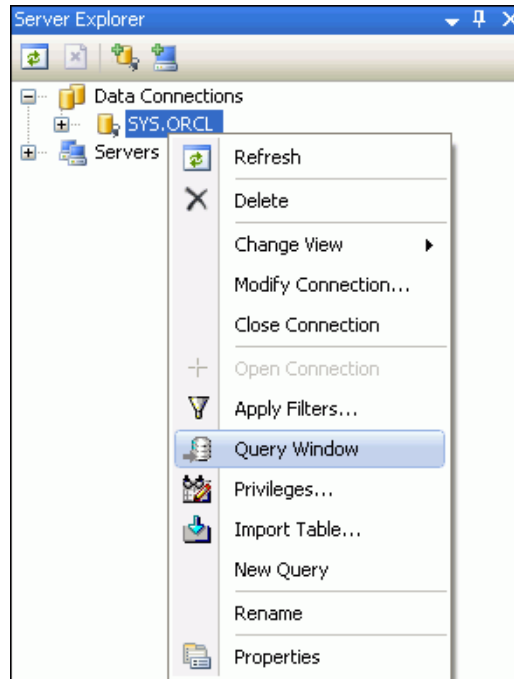 Server Explorer
Data Connections
SYS.ORCL
Servers
Refresh
Delete
Change View
Modify Connection...
Close Connection
Open Connection
Apply Filters...
Query Window
Privileges...
Import Table...
New Query
Rename
Properties